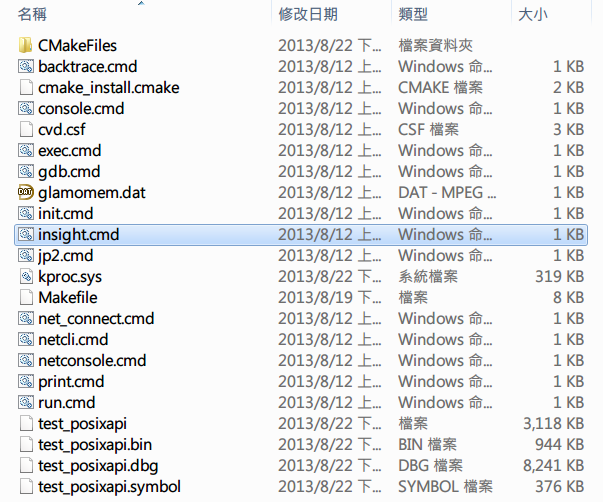 名稱 修改日期 類型 大小
CMakeFiles 2013/8/22 下... 檔案資料夾
backtrace.cmd 2013/8/12 上... Windows 命... 1 KB
cmake_install.cmake 2013/8/12 上... CMAKE 檔案 2 KB
console.cmd 2013/8/12 上... Windows 命... 1 KB
cvd.csf 2013/8/12 上... CSF 檔案 3 KB
exec.cmd 2013/8/12 上... Windows 命... 1 KB
gdb.cmd 2013/8/12 上... Windows 命... 1 KB
glamomem.dat 2013/8/12 上... DAT - MPEG ... 1 KB
init.cmd 2013/8/12 上... Windows 命... 1 KB
insight.cmd 2013/8/12 上... Windows 命... 1 KB
jp2.cmd 2013/8/12 上... Windows 命... 1 KB
kproc.sys 2013/8/22 下... 系統檔案 319 KB
Makefile 2013/8/19 下... 檔案 8 KB
net_connect.cmd 2013/8/12 上... Windows 命... 1 KB
netcli.cmd 2013/8/12 上... Windows 命... 1 KB
netconsole.cmd 2013/8/12 上... Windows 命... 1 KB
print.cmd 2013/8/12 上... Windows 命... 1 KB
run.cmd 2013/8/12 上... Windows 命... 1 KB
test_posixapi 2013/8/22 下... 檔案 3,118 KB
test_posixapi.bin 2013/8/22 下... BIN 檔案 944 KB
test_posixapi.dbg 2013/8/22 下... DBG 檔案 8,241 KB
test_posixapi.symbol 2013/8/22 下... SYMBOL 檔案 376 KB